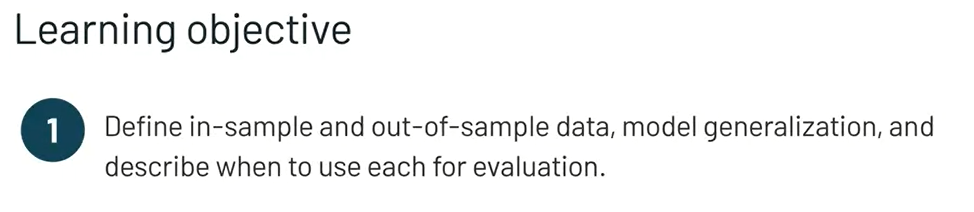 Learning objective
1
Define in-sample and out-of-sample data, model generalization, and
describe when to use each for evaluation.